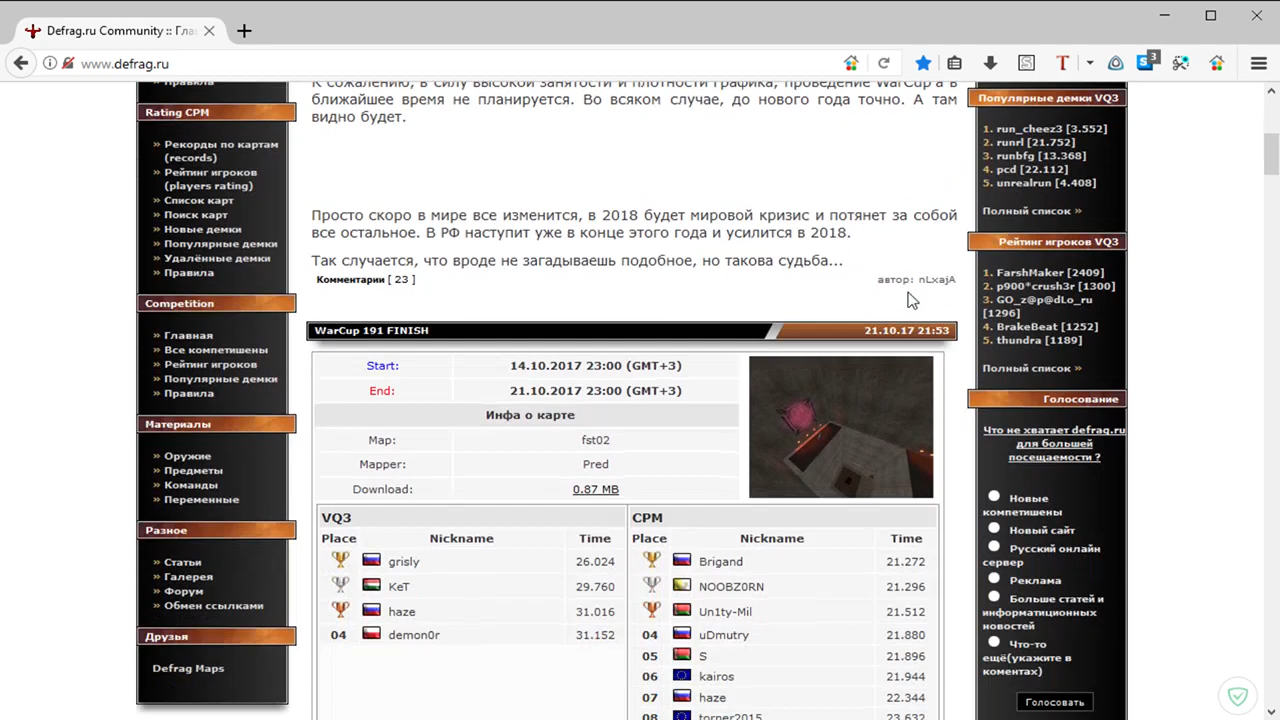 Defrag.ru Community :: Гла
www.defrag.ru
3
Правила
Rating CPM
» Рекорды по картам
(records)
» Рейтинг игроков
(players rating)
» Список карт
» Поиск карт
» Новые демки
» Популярные демки
» Удалённые демки
» Правила
Competition
» Главная
» Все компетишены
» Рейтинг игроков
» Популярные демки
» Правила
Материалы
» Оружие
» Предметы
» Команды
» Переменные
Разное
» Статьи
» Галерея
» Форум
» Обмен ссылками
Друзья
Defrag Maps
К сожалению, в силу высокой занятости и плотности графика, проведение WarCup а в
ближайшее время не планируется. Во всяком случае, до нового года точно. А там
видно будет.
Просто скоро в мире все изменится, в 2018 будет мировой кризис и потянет за собой
все остальное. В РФ наступит уже в конце этого года и усилится в 2018.
Так случается, что вроде не загадываешь подобное, но такова судьба...
Комментарии [ 23 ] автор: nLxajA
WarCup 191 FINISH 21.10.17 21:53
Start: 14.10.2017 23:00 (GMT+3)
End: 21.10.2017 23:00 (GMT+3)
Инфа о карте
Map: fst02
Mapper: Pred
Download: 0.87 MB
VQ3
Place Nickname Time
grisly 26.024
KeT 29.760
haze 31.016
04 demon0r 31.152
CPM
Place Nickname Time
Brigand 21.272
NOOBZ0RN 21.296
Un1ty-Mil 21.512
04 uDmutry 21.880
05 S 21.896
06 kairos 21.944
07 haze 22.344
08 torner2015 23.632
Популярные демки VQ3
1. run_cheez3 [3.552]
2. runrl [21.752]
3. runbfg [13.368]
4. pcd [22.112]
5. unrealrun [4.408]
Полный список »
Рейтинг игроков VQ3
1. FarshMaker [2409]
2. p900*crush3r [1300]
3. GO_z@p@dLo_ru
[1296]
4. BrakeBeat [1252]
5. thundra [1189]
Полный список »
Голосование
Что не хватает defrag.ru
для большей
посещаемости ?
Новые
компетишены
Новый сайт
Русский онлайн
сервер
Реклама
Больше статей и
информатиционных
новостей
Что-то
ещё(укажите в
коментах)
Голосовать